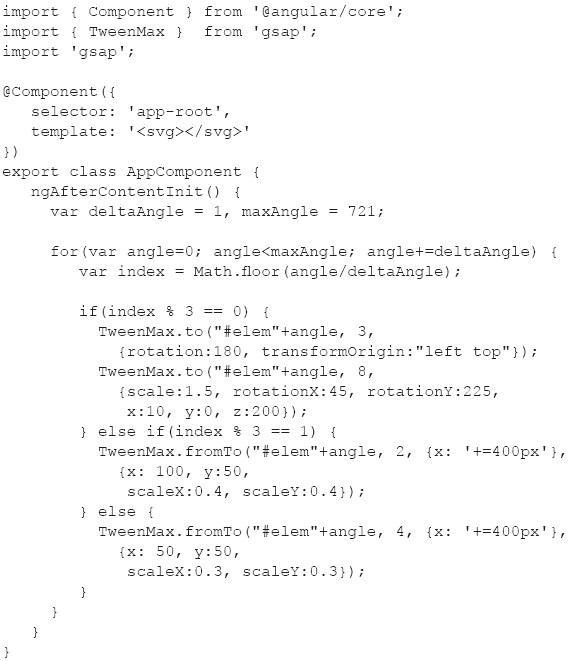 import { Component } from '@angular/core';
import { TweenMax }  from 'gsap';
import 'gsap';

@Component({
   selector: 'app-root',
   template: '<svg></svg>'
})
export class AppComponent {
   ngAfterContentInit() {
     var deltaAngle = 1, maxAngle = 721;

     for(var angle=0; angle<maxAngle; angle+=deltaAngle) {
        var index = Math.floor(angle/deltaAngle);

        if(index % 3 == 0) {
          TweenMax.to("#elem"+angle, 3,
            {rotation:180, transformOrigin:"left top"});
          TweenMax.to("#elem"+angle, 8,
            {scale:1.5, rotationX:45, rotationY:225,
             x:10, y:0, z:200});
        } else if(index % 3 == 1) {
          TweenMax.fromTo("#elem"+angle, 2, {x: '+=400px'},
            {x: 100, y:50,
             scaleX:0.4, scaleY:0.4});
        } else {
          TweenMax.fromTo("#elem"+angle, 4, {x: '+=400px'},
            {x: 50, y:50,
             scaleX:0.3, scaleY:0.3});
        }
     }
   }
}